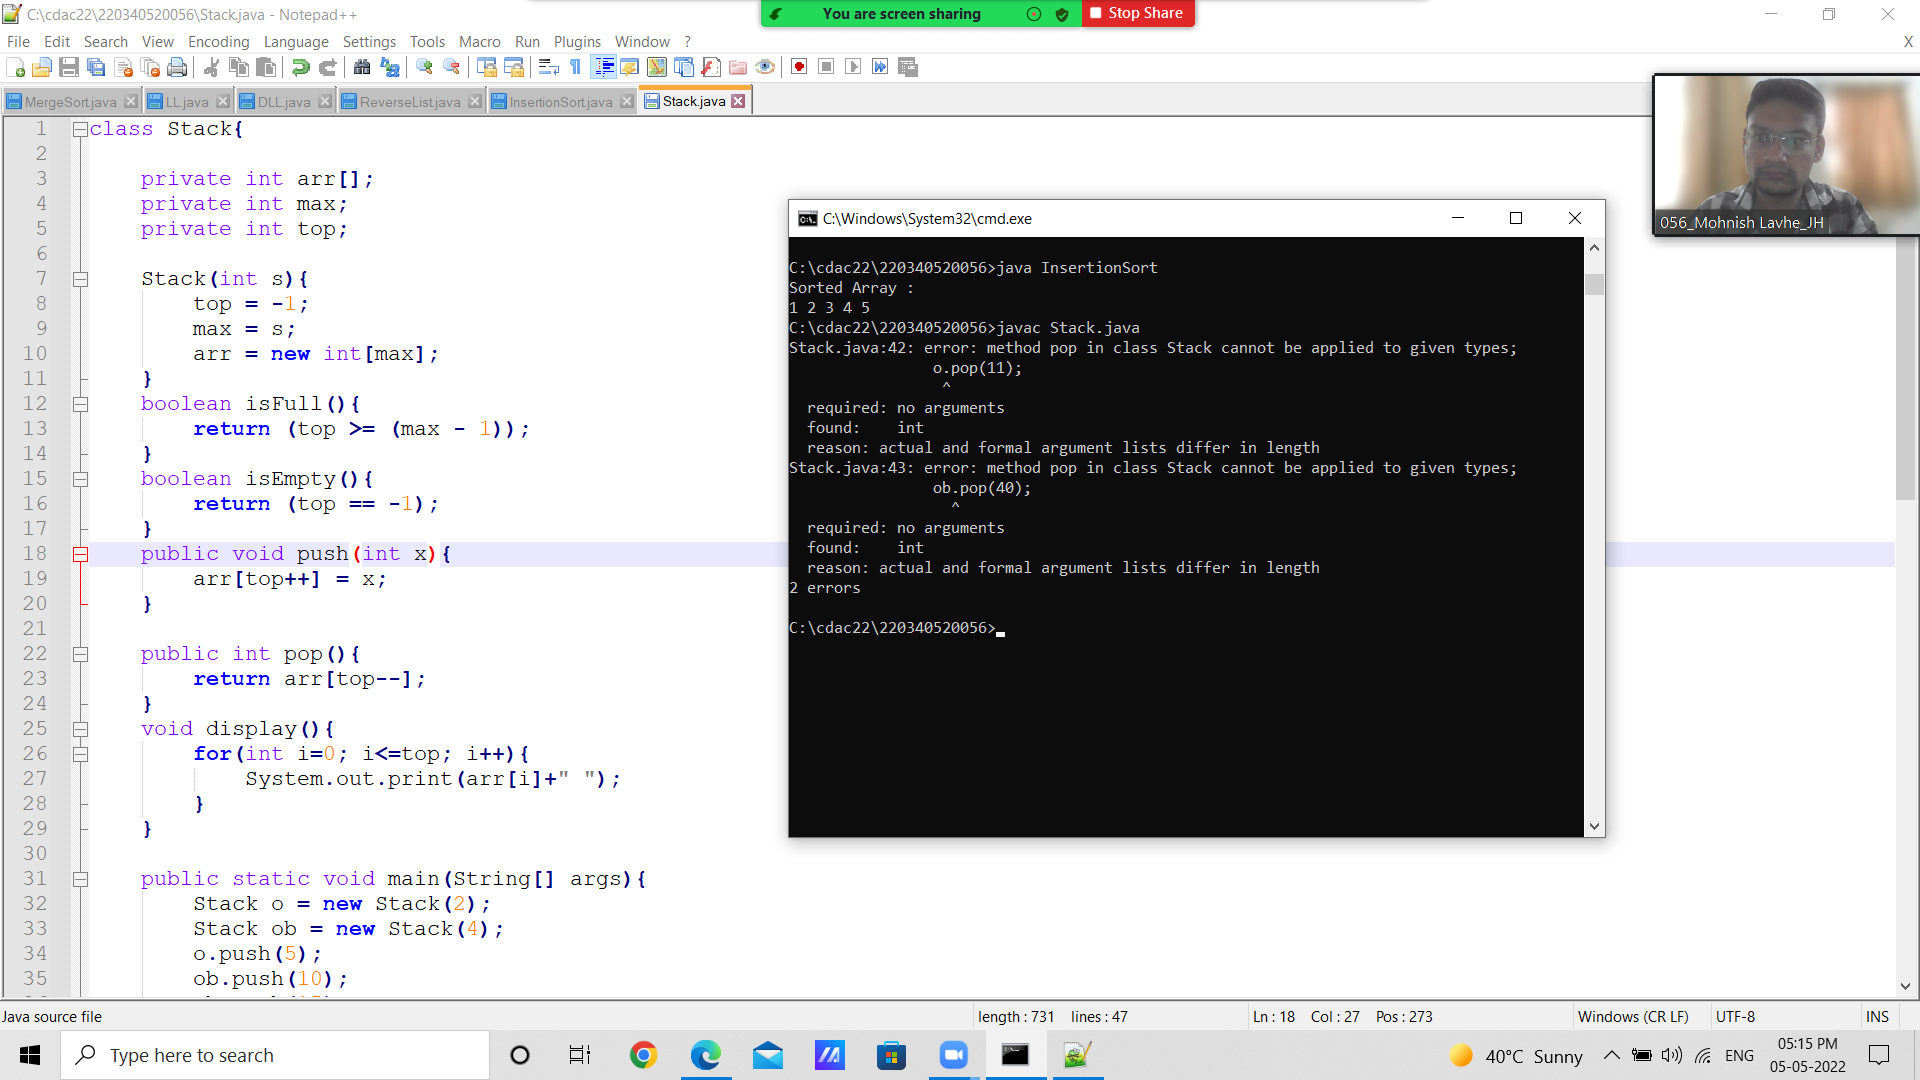 C:\cdac22\220340520056\Stack.java - Notepad++
You are screen sharing
Stop Share
File Edit Search View Encoding Language Settings Tools Macro Run Plugins Window ?
X
MergeSort.java LL.java DLL.java ReverseList.java InsertionSort.java Stack.java
1 class Stack{
2
3 private int arr[];
4 private int max;
5 private int top;
6
7 Stack(int s){
8 top = -1;
9 max = s;
10 arr = new int[max];
11 }
12 boolean isFull(){
13 return (top >= (max - 1));
14 }
15 boolean isEmpty(){
16 return (top == -1);
17 }
18 public void push(int x){
19 arr[top++] = x;
20 }
21
22 public int pop(){
23 return arr[top--];
24 }
25 void display(){
26 for(int i=0; i<=top; i++){
27 System.out.print(arr[i]+" ");
28 }
29 }
30
31 public static void main(String[] args){
32 Stack o = new Stack(2);
33 Stack ob = new Stack(4);
34 o.push(5);
35 ob.push(10);
C:\Windows\System32\cmd.exe
C:\cdac22\220340520056>java InsertionSort
Sorted Array :
1 2 3 4 5
C:\cdac22\220340520056>javac Stack.java
Stack.java:42: error: method pop in class Stack cannot be applied to given types;
o.pop(11);
^
required: no arguments
found: int
reason: actual and formal argument lists differ in length
Stack.java:43: error: method pop in class Stack cannot be applied to given types;
ob.pop(40);
^
required: no arguments
found: int
reason: actual and formal argument lists differ in length
2 errors
C:\cdac22\220340520056>
056_Mohnish Lavhe_JH
Java source file
length : 731 lines : 47
Ln : 18 Col : 27 Pos : 273
Windows (CR LF)
UTF-8
INS
Type here to search
40°C Sunny
ENG
05:15 PM
05-05-2022